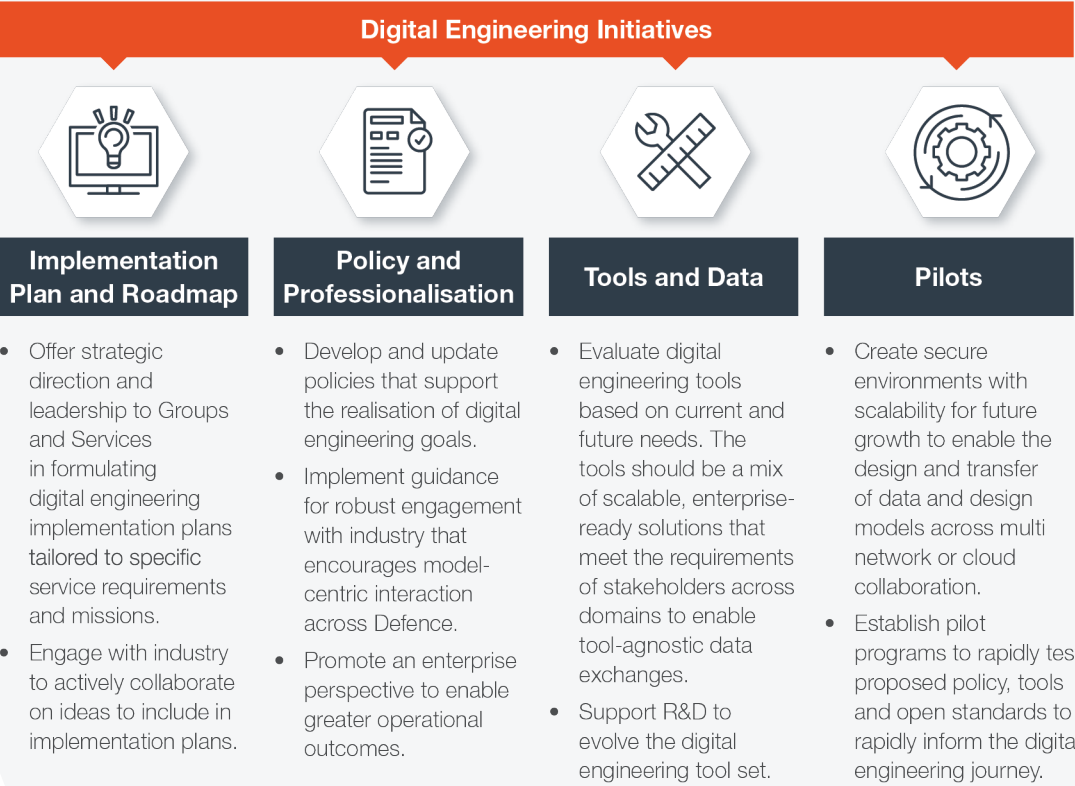 Digital Engineering Initiatives
Implementation
Plan and Roadmap
• Offer strategic
direction and
leadership to Groups
and Services
in formulating
digital engineering
implementation plans
tailored to specific
service requirements
and missions.
• Engage with industry
to actively collaborate
on ideas to include in
implementation plans.
Policy and
Professionalisation
• Develop and update
policies that support
the realisation of digital
engineering goals.
• Implement guidance
for robust engagement
with industry that
encourages model-
centric interaction
across Defence.
• Promote an enterprise
perspective to enable
greater operational
outcomes.
Tools and Data
• Evaluate digital
engineering tools
based on current and
future needs. The
tools should be a mix
of scalable, enterprise-
ready solutions that
meet the requirements
of stakeholders across
domains to enable
tool-agnostic data
exchanges.
• Support R&D to
evolve the digital
engineering tool set.
Pilots
• Create secure
environments with
scalability for future
growth to enable the
design and transfer
of data and design
models across multi
network or cloud
collaboration.
• Establish pilot
programs to rapidly tes
proposed policy, tools
and open standards to
rapidly inform the digita
engineering journey.